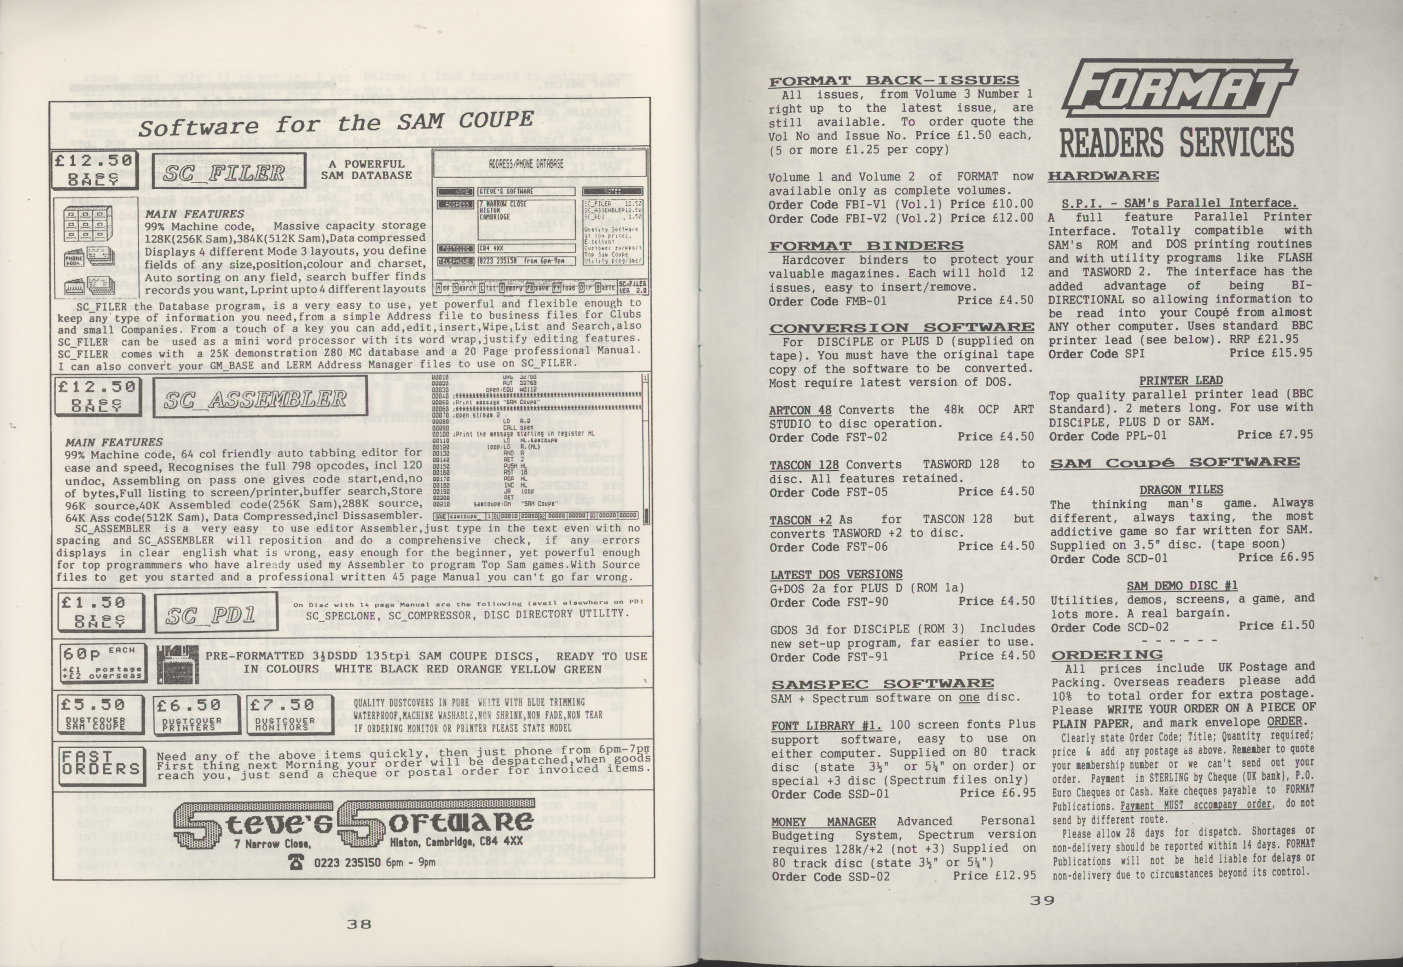 Software for the SAM COUPE
£12.50
DISC
ONLY
SC_FILER
A POWERFUL
SAM DATABASE
ADDRESS/PHONE DATABASE
STEVE'S SOFTWARE
7 NARROW CLOSE
HISTON
CAMBRIDGE
CB4 4XX
0223 235150 from 6pm-9pm
MAIN FEATURES
99% Machine code, Massive capacity storage
128K(256K Sam),384K(512K Sam),Data compressed
Displays 4 different Mode 3 layouts, you define
fields of any size,position,colour and charset,
Auto sorting on any field, search buffer finds
records you want, Lprint upto 4 different layouts
SC_FILER the Database program, is a very easy to use, yet powerful and flexible enough to
keep any type of information you need,from a simple Address file to business files for Clubs
and small Companies. From a touch of a key you can add,edit,insert,Wipe,List and Search,also
SC_FILER can be used as a mini word processor with its word wrap,justify editing features.
SC_FILER comes with a 25K demonstration Z80 MC database and a 20 Page professional Manual.
I can also convert your GM_BASE and LERM Address Manager files to use on SC_FILER.
£12.50
DISC
ONLY
SC_ASSEMBLER
MAIN FEATURES
99% Machine code, 64 col friendly auto tabbing editor for
ease and speed, Recognises the full 798 opcodes, incl 120
undoc, Assembling on pass one gives code start,end,no
of bytes,Full listing to screen/printer,buffer search,Store
96K source,40K Assembled code(256K Sam),288K source,
64K Ass code(512K Sam), Data Compressed,incl Dissasembler.
SC_ASSEMBLER is a very easy to use editor Assembler,just type in the text even with no
spacing and SC_ASSEMBLER will reposition and do a comprehensive check, if any errors
displays in clear english what is wrong, easy enough for the beginner, yet powerful enough
for top programmmers who have already used my Assembler to program Top Sam games.With Source
files to get you started and a professional written 45 page Manual you can't go far wrong.
£1.50
DISC
ONLY
SC_PD1
On Disc with 14 page Manual are the following (avail elsewhere on PD)
SC_SPECLONE, SC_COMPRESSOR, DISC DIRECTORY UTILITY.
60p EACH
+£1 postage
+£2 overseas
PRE-FORMATTED 3½DSDD 135tpi SAM COUPE DISCS, READY TO USE
IN COLOURS WHITE BLACK RED ORANGE YELLOW GREEN
£5.50
DUSTCOVER
SAM COUPE
£6.50
DUSTCOVER
PRINTERS
£7.50
DUSTCOVER
MONITORS
QUALITY DUSTCOVERS IN PURE WHITE WITH BLUE TRIMMING
WATERPROOF,MACHINE WASHABLE,NON SHRINK,NON FADE,NON TEAR
IF ORDERING MONITOR OR PRINTER PLEASE STATE MODEL
FAST
ORDERS
Need any of the above items quickly, then just phone from 6pm-7pm
First thing next Morning your order will be despatched,when goods
reach you, just send a cheque or postal order for invoiced items.
STEVE'S SOFTWARE
7 Narrow Close, Histon, Cambridge, CB4 4XX
0223 235150 6pm - 9pm
38
FORMAT BACK-ISSUES
All issues, from Volume 3 Number 1
right up to the latest issue, are
still available. To order quote the
Vol No and Issue No. Price £1.50 each,
(5 or more £1.25 per copy)
Volume 1 and Volume 2 of FORMAT now
available only as complete volumes.
Order Code FBI-V1 (Vol.1) Price £10.00
Order Code FBI-V2 (Vol.2) Price £12.00
FORMAT BINDERS
Hardcover binders to protect your
valuable magazines. Each will hold 12
issues, easy to insert/remove.
Order Code FMB-01 Price £4.50
CONVERSION SOFTWARE
For DISCiPLE or PLUS D (supplied on
tape). You must have the original tape
copy of the software to be converted.
Most require latest version of DOS.
ARTCON 48 Converts the 48k OCP ART
STUDIO to disc operation.
Order Code FST-02 Price £4.50
TASCON 128 Converts TASWORD 128 to
disc. All features retained.
Order Code FST-05 Price £4.50
TASCON +2 As for TASCON 128 but
converts TASWORD +2 to disc.
Order Code FST-06 Price £4.50
LATEST DOS VERSIONS
G+DOS 2a for PLUS D (ROM 1a)
Order Code FST-90 Price £4.50
GDOS 3d for DISCiPLE (ROM 3) Includes
new set-up program, far easier to use.
Order Code FST-91 Price £4.50
SAMSPEC SOFTWARE
SAM + Spectrum software on one disc.
FONT LIBRARY #1. 100 screen fonts Plus
support software, easy to use on
either computer. Supplied on 80 track
disc (state 3½" or 5¼" on order) or
special +3 disc (Spectrum files only)
Order Code SSD-01 Price £6.95
MONEY MANAGER Advanced Personal
Budgeting System, Spectrum version
requires 128k/+2 (not +3) Supplied on
80 track disc (state 3½" or 5¼")
Order Code SSD-02 Price £12.95
FORMAT
READERS SERVICES
HARDWARE
S.P.I. - SAM's Parallel Interface.
A full feature Parallel Printer
Interface. Totally compatible with
SAM's ROM and DOS printing routines
and with utility programs like FLASH
and TASWORD 2. The interface has the
added advantage of being BI-
DIRECTIONAL so allowing information to
be read into your Coupé from almost
ANY other computer. Uses standard BBC
printer lead (see below). RRP £21.95
Order Code SPI Price £15.95
PRINTER LEAD
Top quality parallel printer lead (BBC
Standard). 2 meters long. For use with
DISCiPLE, PLUS D or SAM.
Order Code PPL-01 Price £7.95
SAM Coupé SOFTWARE
DRAGON TILES
The thinking man's game. Always
different, always taxing, the most
addictive game so far written for SAM.
Supplied on 3.5" disc. (tape soon)
Order Code SCD-01 Price £6.95
SAM DEMO DISC #1
Utilities, demos, screens, a game, and
lots more. A real bargain.
Order Code SCD-02 Price £1.50
- - - - - -
ORDERING
All prices include UK Postage and
Packing. Overseas readers please add
10% to total order for extra postage.
Please WRITE YOUR ORDER ON A PIECE OF
PLAIN PAPER, and mark envelope ORDER.
Clearly state Order Code; Title; Quantity required;
price & add any postage as above. Remember to quote
your membership number or we can't send out your
order. Payment in STERLING by Cheque (UK bank), P.O.
Euro Cheques or Cash. Make cheques payable to FORMAT
Publications. Payment MUST accompany order, do not
send by different route.
Please allow 28 days for dispatch. Shortages or
non-delivery should be reported within 14 days. FORMAT
Publications will not be held liable for delays or
non-delivery due to circumstances beyond its control.
39